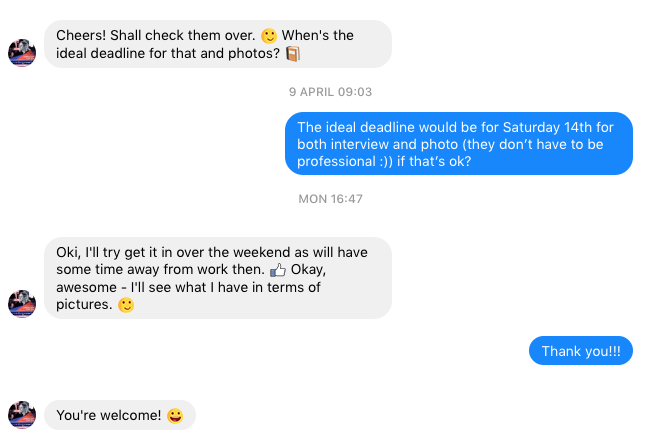 Cheers! Shall check them over. 🙂 When's the
ideal deadline for that and photos? 📔
9 APRIL 09:03
The ideal deadline would be for Saturday 14th for
both interview and photo (they don’t have to be
professional :)) if that’s ok?
MON 16:47
Oki, I'll try get it in over the weekend as will have
some time away from work then. 👍 Okay,
awesome - I'll see what I have in terms of
pictures. 🙂
Thank you!!!
You're welcome! 😀